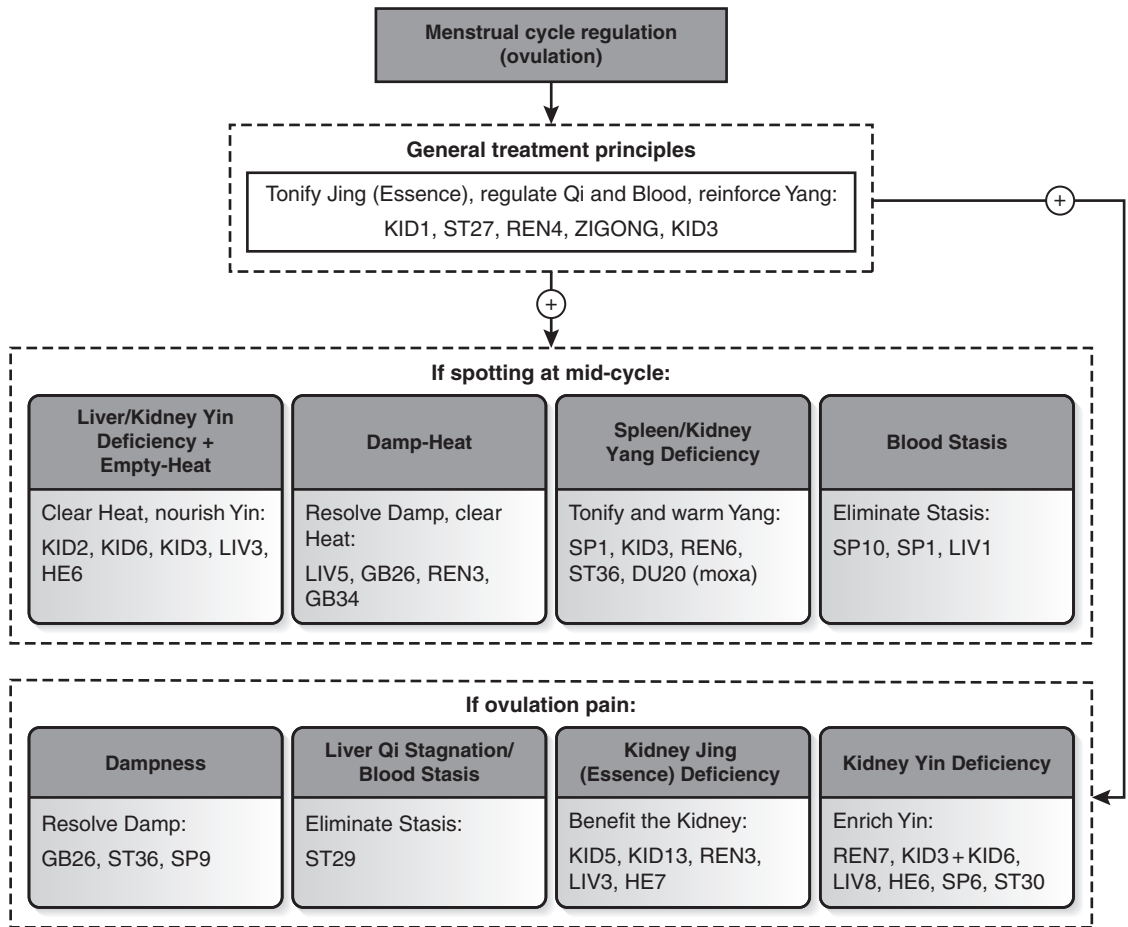 Menstrual cycle regulation
(ovulation)
General treatment principles
Tonify Jing (Essence), regulate Qi and Blood, reinforce Yang:
KID1, ST27, REN4, ZIGONG, KID3
+
+
If spotting at mid-cycle:
Liver/Kidney Yin
Deficiency +
Empty-Heat
Clear Heat, nourish Yin:
KID2, KID6, KID3, LIV3,
HE6
Damp-Heat
Resolve Damp, clear
Heat:
LIV5, GB26, REN3,
GB34
Spleen/Kidney
Yang Deficiency
Tonify and warm Yang:
SP1, KID3, REN6,
ST36, DU20 (moxa)
Blood Stasis
Eliminate Stasis:
SP10, SP1, LIV1
If ovulation pain:
Dampness
Resolve Damp:
GB26, ST36, SP9
Liver Qi Stagnation/
Blood Stasis
Eliminate Stasis:
ST29
Kidney Jing
(Essence) Deficiency
Benefit the Kidney:
KID5, KID13, REN3,
LIV3, HE7
Kidney Yin Deficiency
Enrich Yin:
REN7, KID3+KID6,
LIV8, HE6, SP6, ST30